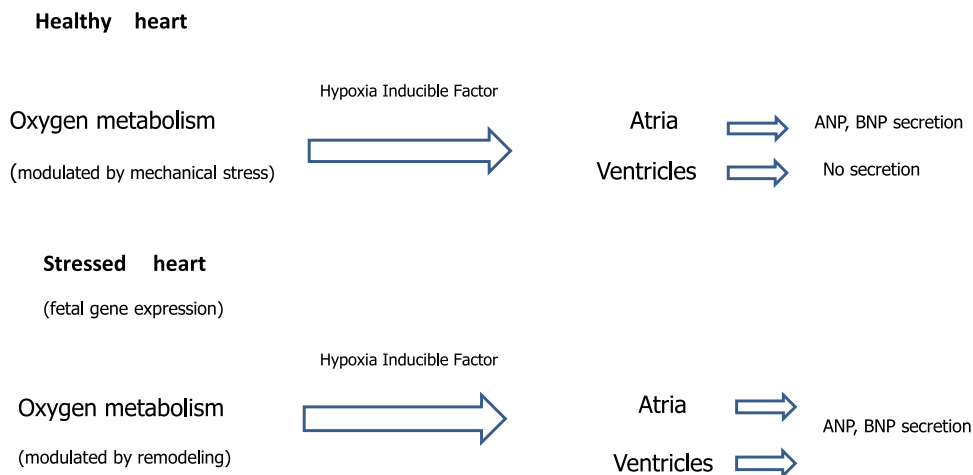 Healthy heart
Hypoxia Inducible Factor
Oxygen metabolism
Atria
ANP, BNP secretion
(modulated by mechanical stress)
Ventricles
No secretion
Stressed heart
(fetal gene expression)
Hypoxia Inducible Factor
Oxygen metabolism
Atria
ANP, BNP secretion
(modulated by remodeling)
Ventricles